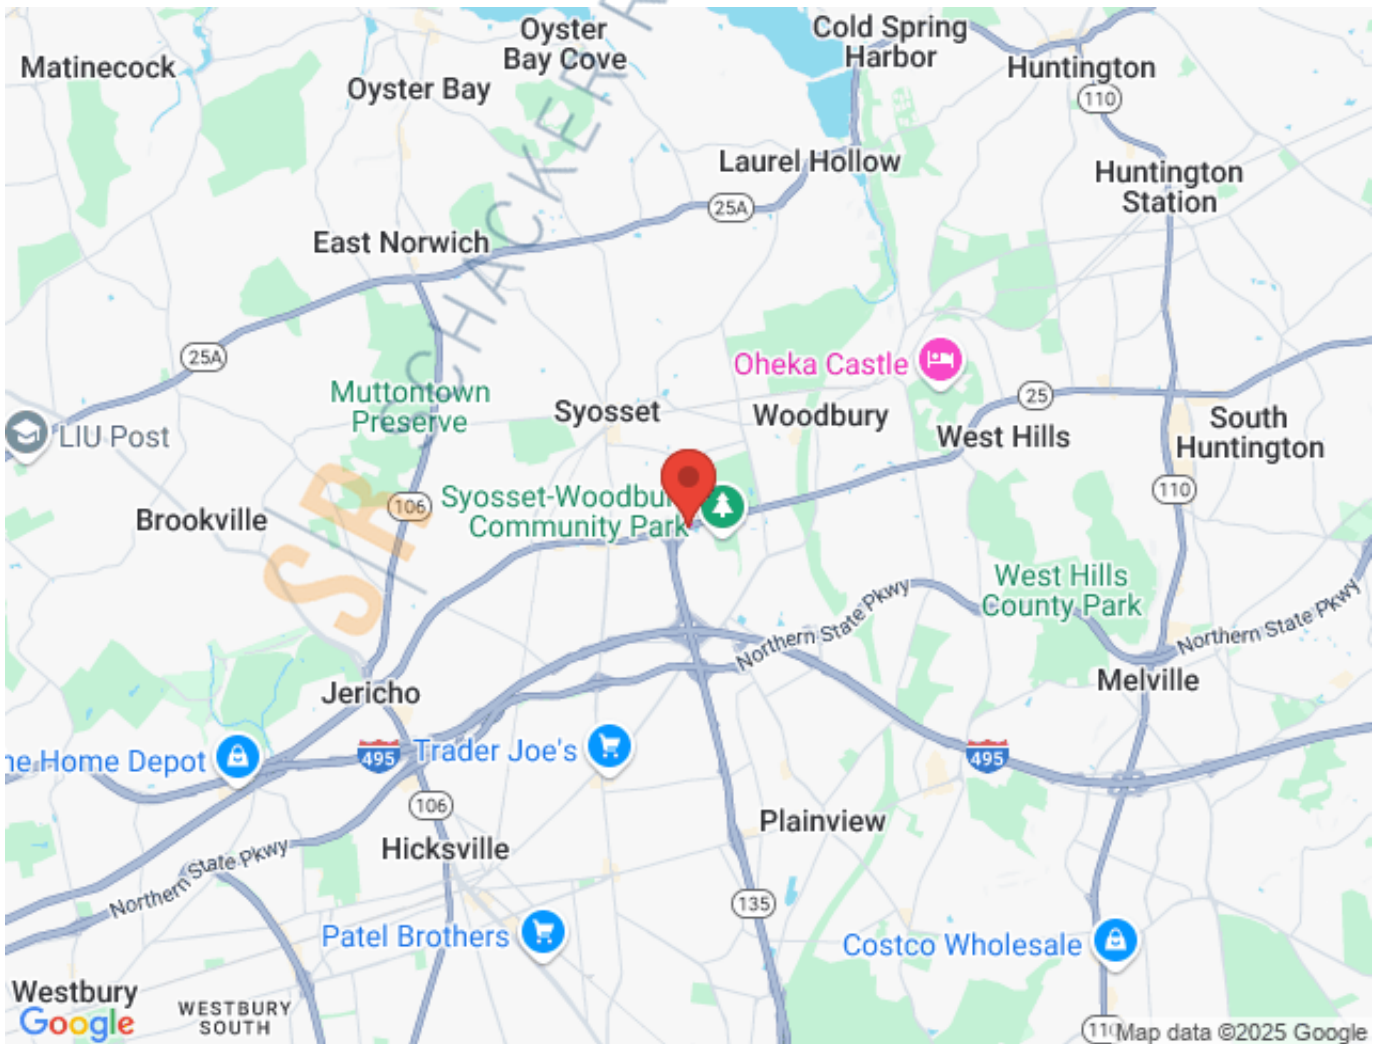 Oyster
Bay Cove
Cold Spring
Harbor
Matinecock
Huntington
Oyster Bay
110
Laurel Hollow
Huntington
Station
25A
East Norwich
25A
Oheka Castle
Muttontown
Preserve
25
Syosset
Woodbury
South
Huntington
LIU Post
West Hills
110
Syosset-Woodbu
Community Park
106
Brookville
West Hills
County Park
Northern State Pkwy
Northern State Pkwy
Jericho
Melville
Trader Joe's
495
495
ne Home Depot
106
Plainview
Hicksville
Northern State Pkwy
135
Patel Brothers
Costco Wholesale
Westbury
WESTBURY
SOUTH
Google
110
Map data ©2025 Google